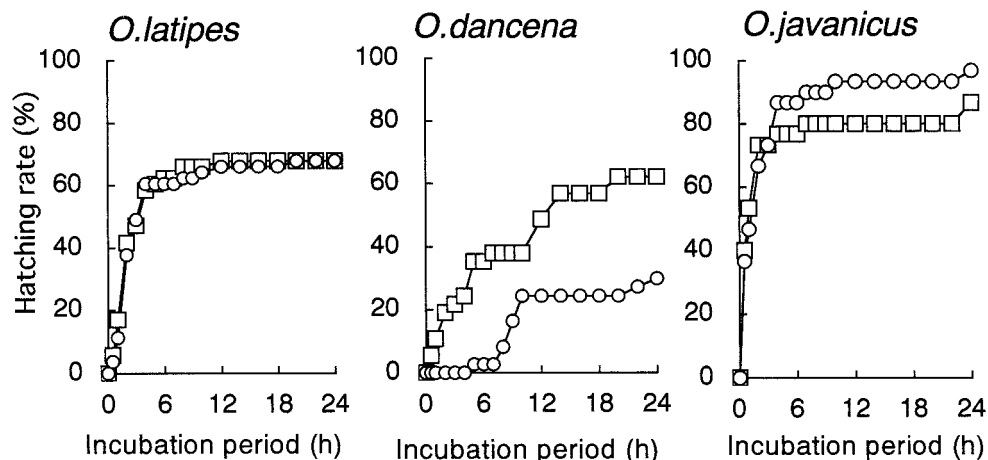 O.latipes
O.dancena
O.javanicus
Hatching rate (%)
100
80
60
40
20
0
0 6 12 18 24
Incubation period (h)
100
80
60
40
20
0
0 6 12 18 24
Incubation period (h)
100
80
60
40
20
0
0 6 12 18 24
Incubation period (h)